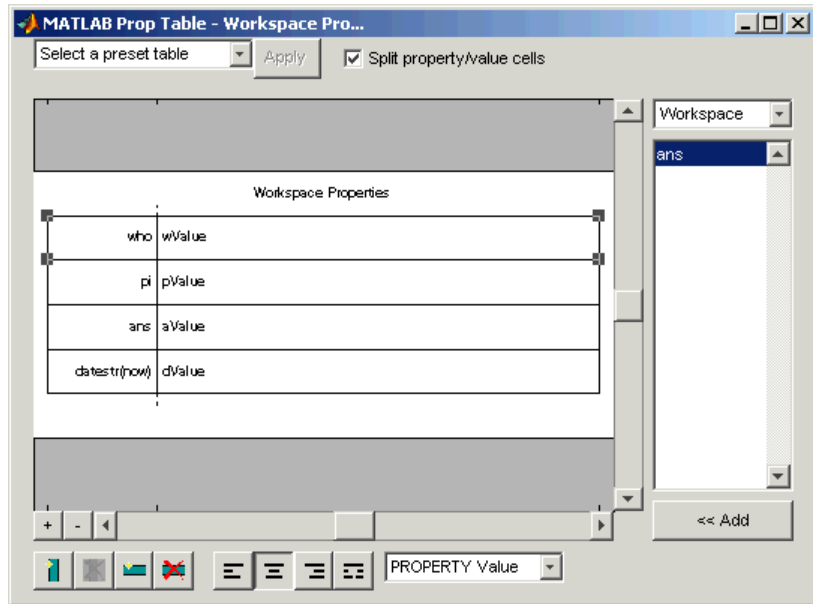 MATLAB Prop Table - Workspace Pro...
Select a preset table Apply Split property/value cells
Workspace
ans
Workspace Properties
who wValue
pi pValue
ans aValue
datestr(now) dValue
+ -
<< Add
PROPERTY Value